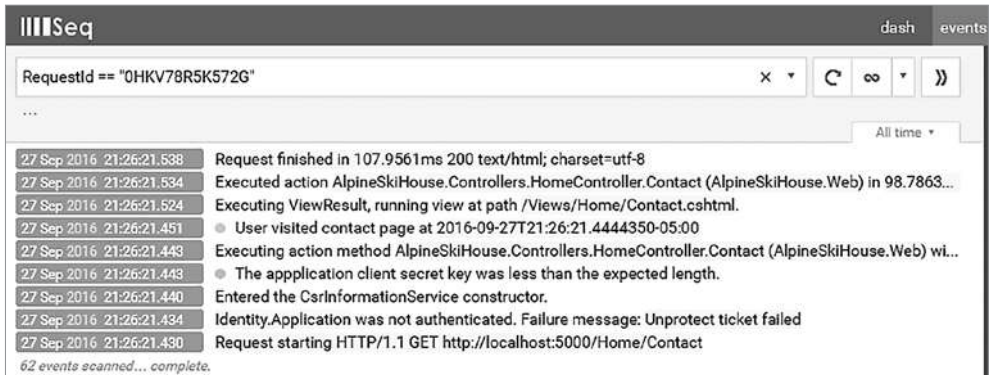 Seq
dash events
RequestId == "0HKV78R5K572G"
...
All time
27 Sep 2016 21:26:21.538 Request finished in 107.9561ms 200 text/html; charset=utf-8
27 Sep 2016 21:26:21.534 Executed action AlpineSkiHouse.Controllers.HomeController.Contact (AlpineSkiHouse.Web) in 98.7863...
27 Sep 2016 21:26:21.524 Executing ViewResult, running view at path /Views/Home/Contact.cshtml.
27 Sep 2016 21:26:21.451 User visited contact page at 2016-09-27T21:26:21.4444350-05:00
27 Sep 2016 21:26:21.443 Executing action method AlpineSkiHouse.Controllers.HomeController.Contact (AlpineSkiHouse.Web) wi...
27 Sep 2016 21:26:21.443 The appplication client secret key was less than the expected length.
27 Sep 2016 21:26:21.440 Entered the CsrInformationService constructor.
27 Sep 2016 21:26:21.434 Identity.Application was not authenticated. Failure message: Unprotect ticket failed
27 Sep 2016 21:26:21.430 Request starting HTTP/1.1 GET http://localhost:5000/Home/Contact
62 events scanned... complete.